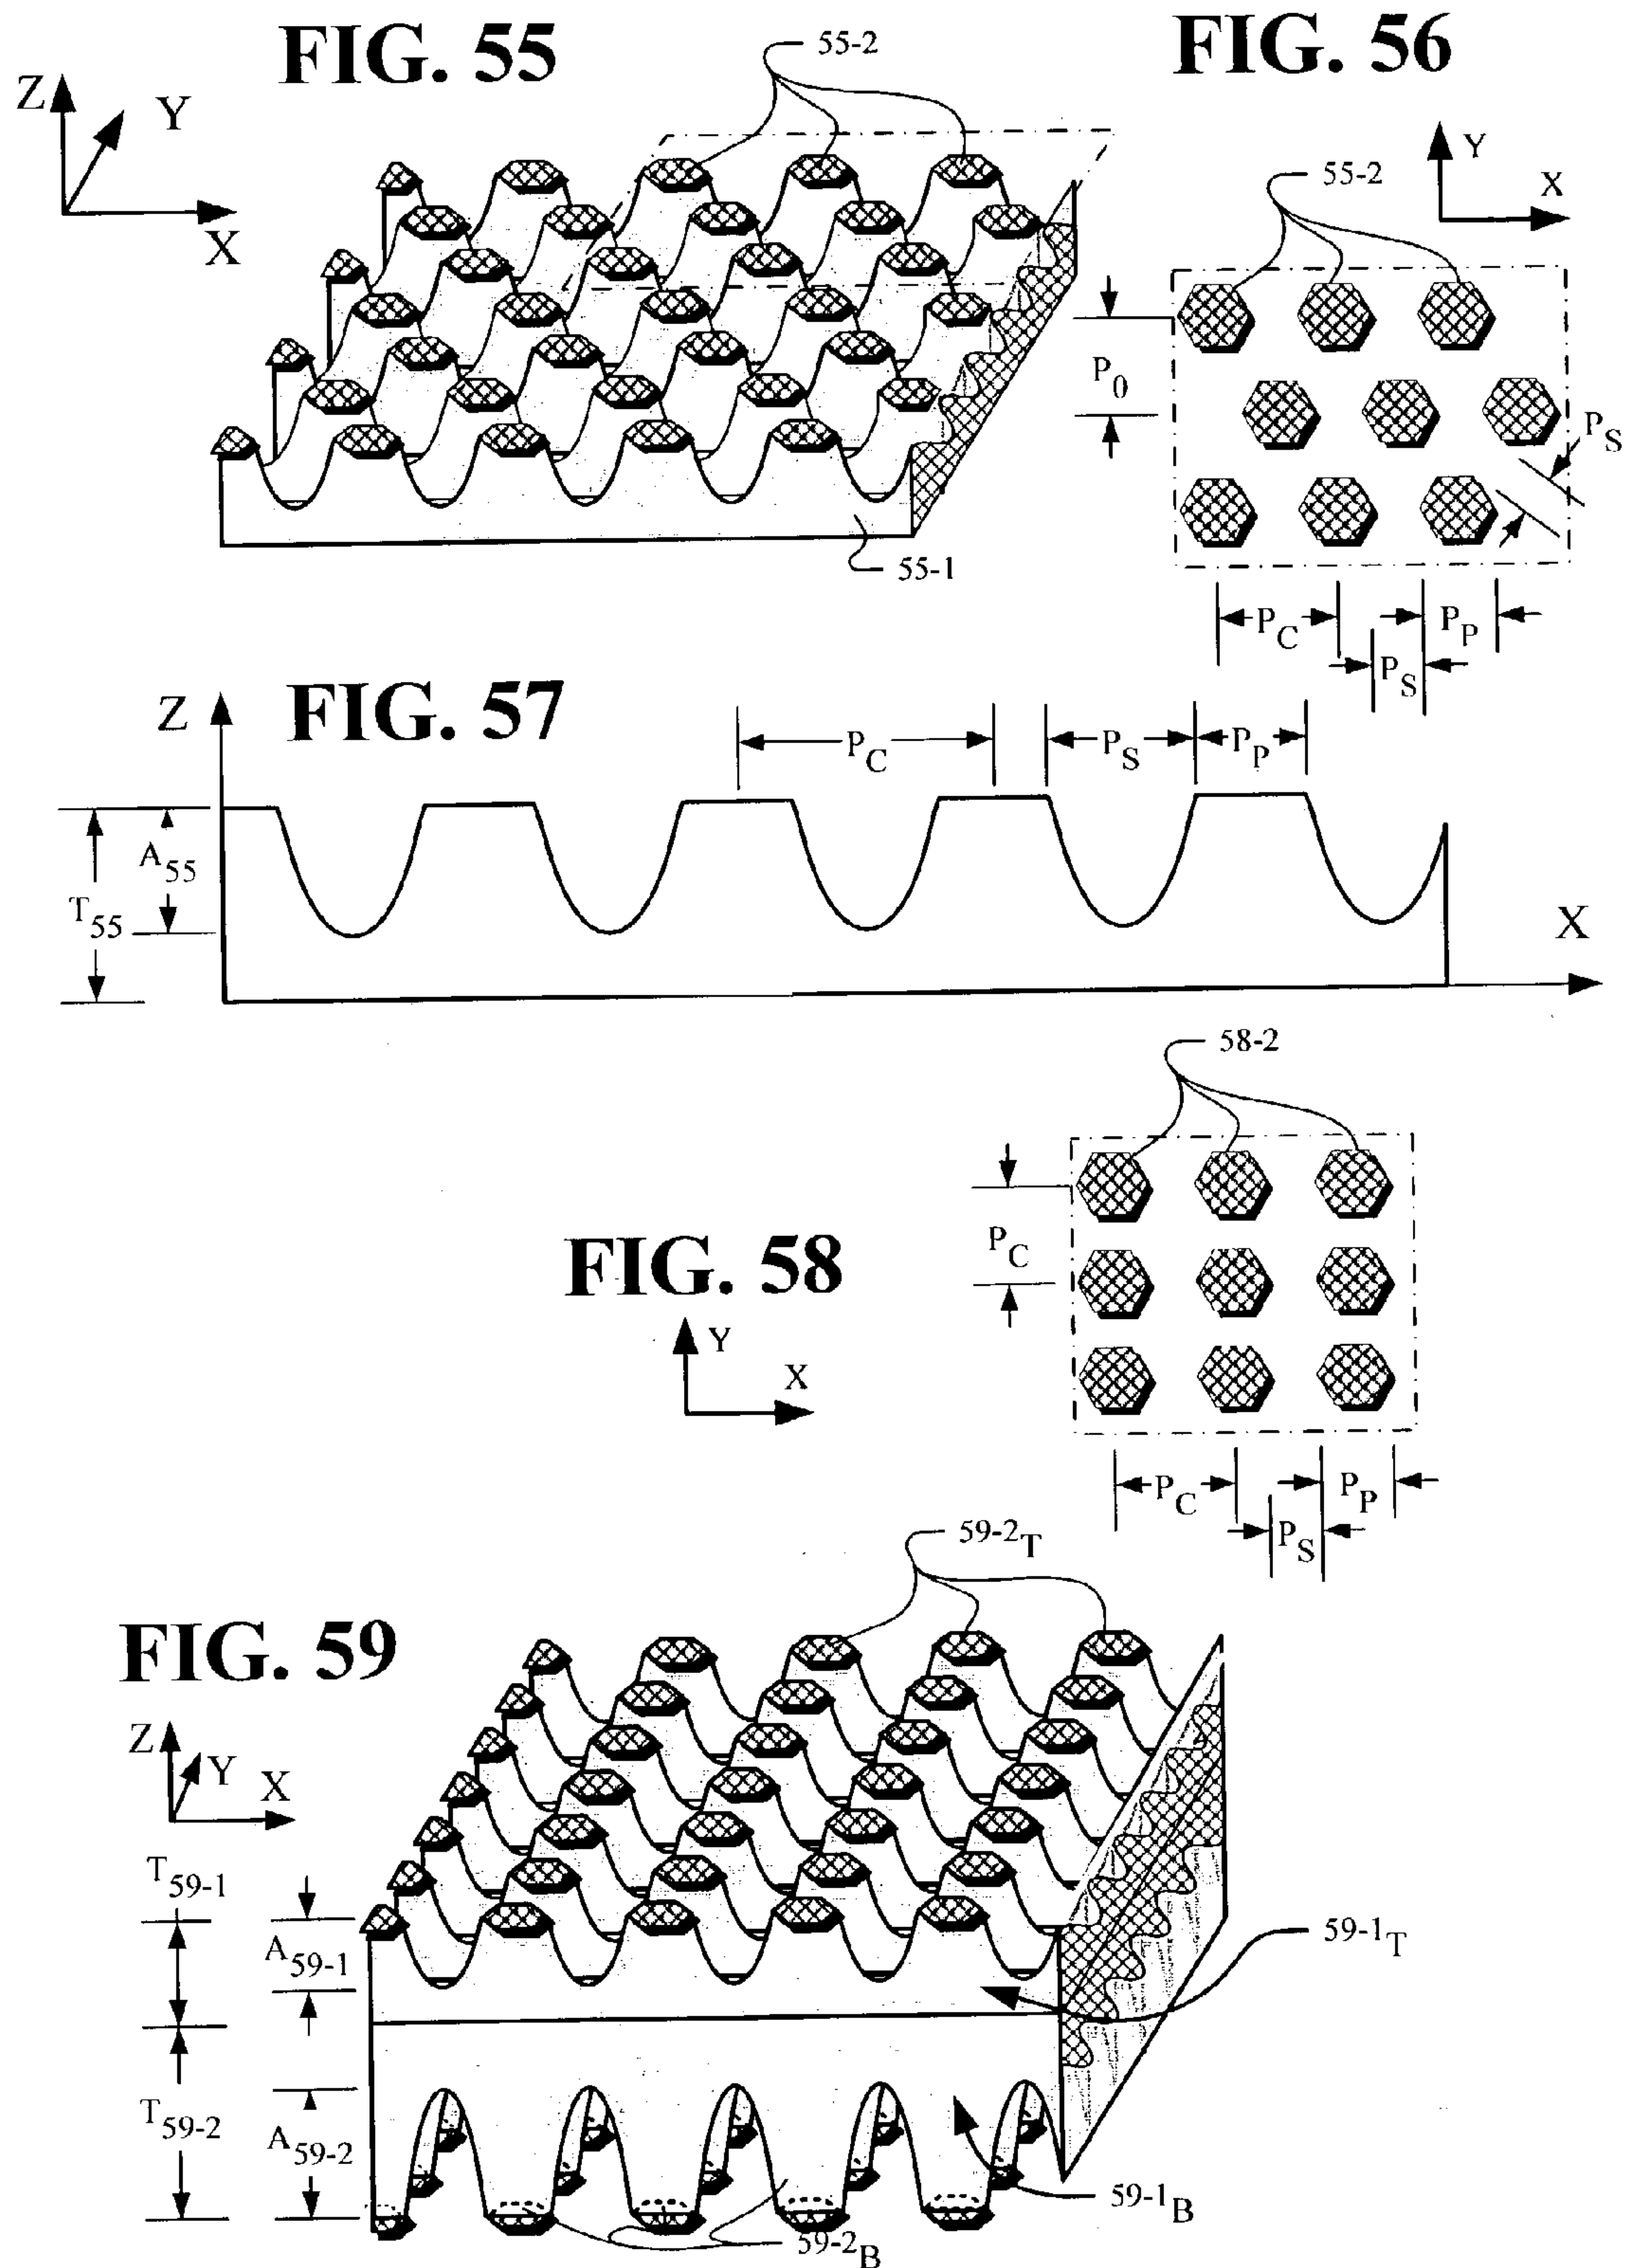 FIG. 55
55-2
Z
Y
X
55-1
FIG. 56
Y
X
55-2
P0
PS
PC
PP
PS
FIG. 57
Z
PC
PS
PP
A55
T55
X
58-2
FIG. 58
PC
Y
X
PC
PP
PS
59-2T
FIG. 59
Z
Y
X
T59-1
A59-1
59-1T
T59-2
A59-2
59-1B
59-2B